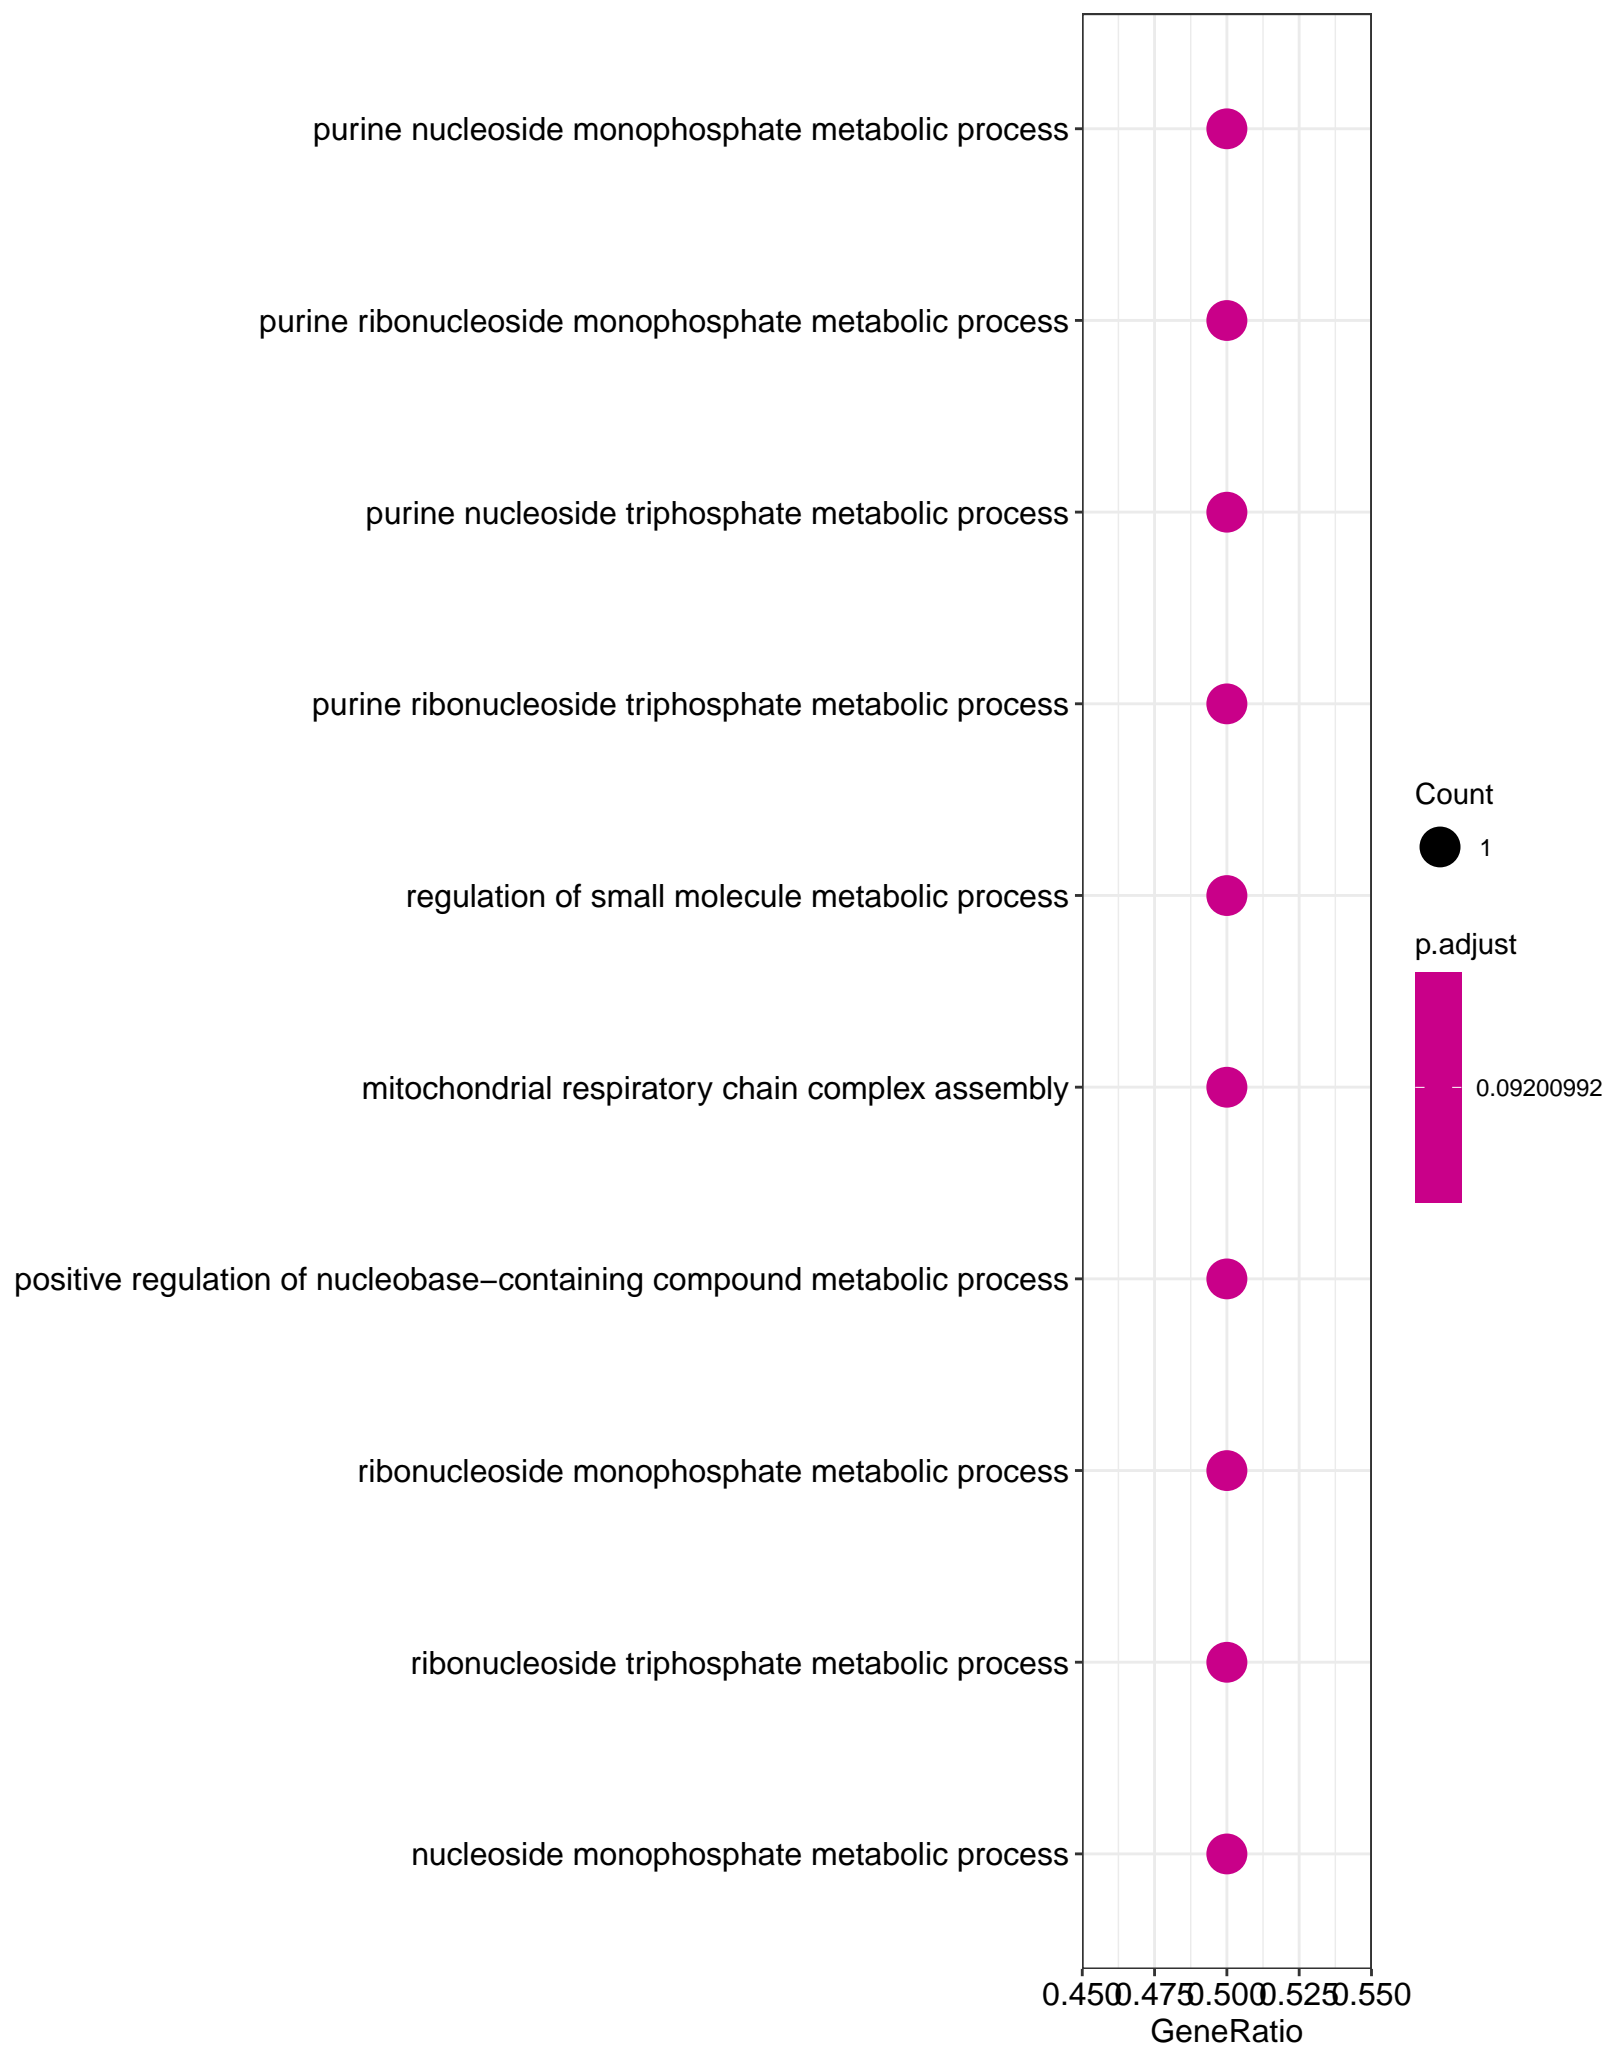 purine nucleoside monophosphate metabolic process
purine ribonucleoside monophosphate metabolic process
purine nucleoside triphosphate metabolic process
purine ribonucleoside triphosphate metabolic process
regulation of small molecule metabolic process
mitochondrial respiratory chain complex assembly
positive regulation of nucleobase−containing compound metabolic process
ribonucleoside monophosphate metabolic process
ribonucleoside triphosphate metabolic process
nucleoside monophosphate metabolic process
0.450 0.475 0.500 0.525 0.550
GeneRatio
Count
1
p.adjust
0.09200992